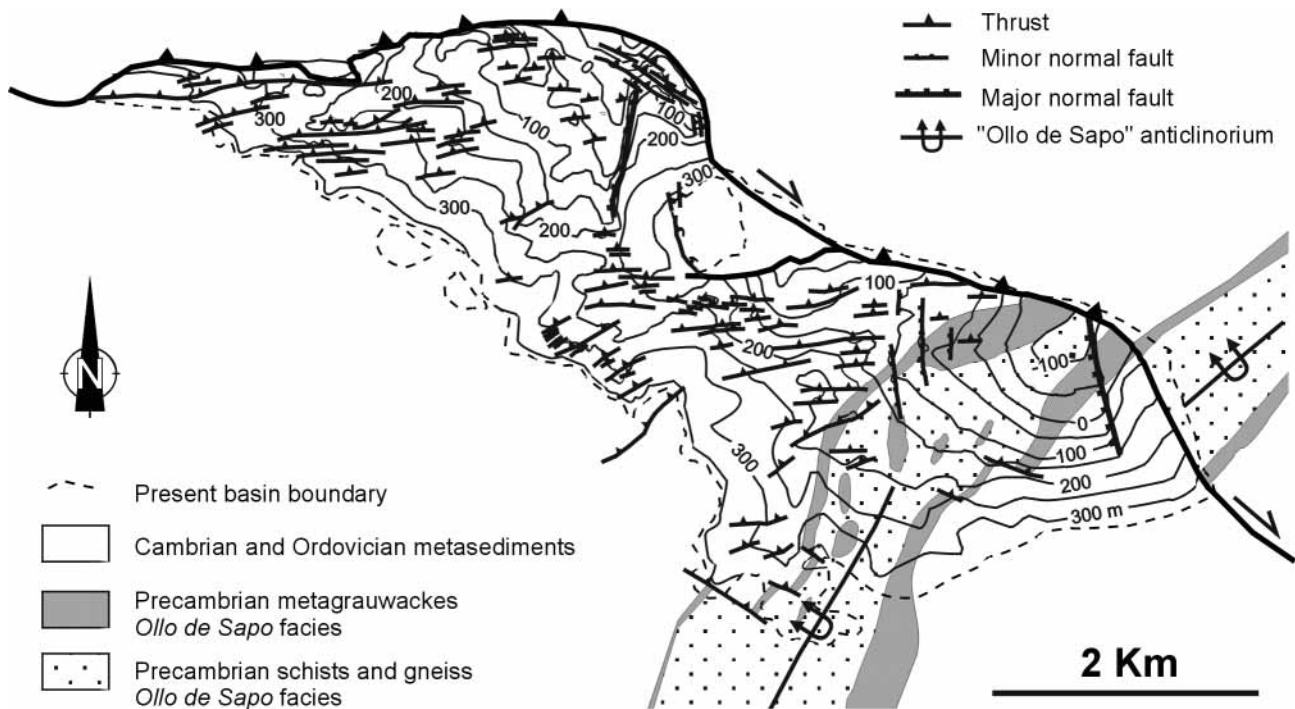 Thrust
Minor normal fault
Major normal fault
"Ollo de Sapo" anticlinorium
0
200
100
300
100
200
300
300
200
100
200
-100
0
100
300
200
300 m
N
Present basin boundary
Cambrian and Ordovician metasediments
Precambrian metagrauwackes
Ollo de Sapo facies
Precambrian schists and gneiss
Ollo de Sapo facies
2 Km